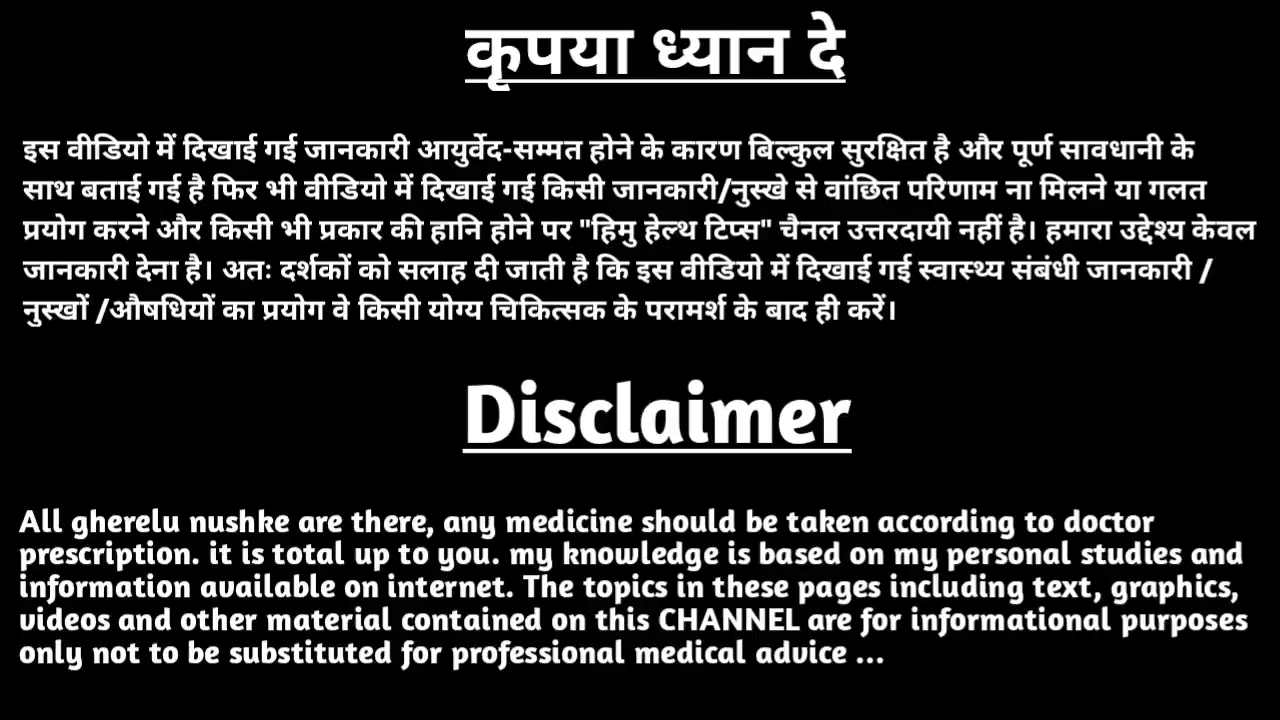 कृपया ध्यान दे
इस वीडियो में दिखाई गई जानकारी आयुर्वेद-सम्मत होने के कारण बिल्कुल सुरक्षित है और पूर्ण सावधानी के
साथ बताई गई है फिर भी वीडियो में दिखाई गई किसी जानकारी/नुस्खे से वांछित परिणाम ना मिलने या गलत
प्रयोग करने और किसी भी प्रकार की हानि होने पर "हिमु हेल्थ टिप्स" चैनल उत्तरदायी नहीं है। हमारा उद्देश्य केवल
जानकारी देना है। अतः दर्शकों को सलाह दी जाती है कि इस वीडियो में दिखाई गई स्वास्थ्य संबंधी जानकारी /
नुस्खों /औषधियों का प्रयोग वे किसी योग्य चिकित्सक के परामर्श के बाद ही करें।
Disclaimer
All gherelu nushke are there, any medicine should be taken according to doctor
prescription. it is total up to you. my knowledge is based on my personal studies and
information available on internet. The topics in these pages including text, graphics,
videos and other material contained on this CHANNEL are for informational purposes
only not to be substituted for professional medical advice ...